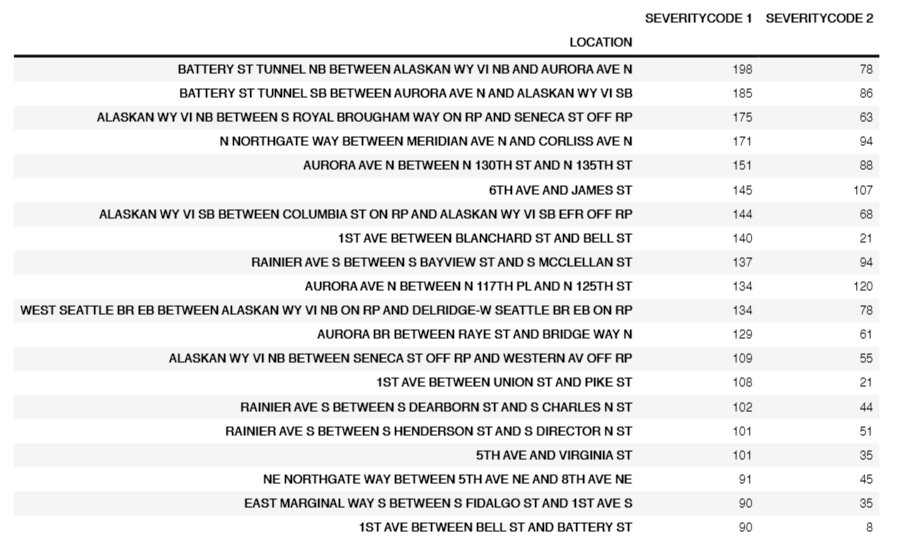 SEVERITYCODE 1 SEVERITYCODE 2
LOCATION
BATTERY ST TUNNEL NB BETWEEN ALASKAN WY VI NB AND AURORA AVE N 198 78
BATTERY ST TUNNEL SB BETWEEN AURORA AVE N AND ALASKAN WY VI SB 185 86
ALASKAN WY VI NB BETWEEN S ROYAL BROUGHAM WAY ON RP AND SENECA ST OFF RP 175 63
N NORTHGATE WAY BETWEEN MERIDIAN AVE N AND CORLISS AVE N 171 94
AURORA AVE N BETWEEN N 130TH ST AND N 135TH ST 151 88
6TH AVE AND JAMES ST 145 107
ALASKAN WY VI SB BETWEEN COLUMBIA ST ON RP AND ALASKAN WY VI SB EFR OFF RP 144 68
1ST AVE BETWEEN BLANCHARD ST AND BELL ST 140 21
RAINIER AVE S BETWEEN S BAYVIEW ST AND S MCCLELLAN ST 137 94
AURORA AVE N BETWEEN N 117TH PL AND N 125TH ST 134 120
WEST SEATTLE BR EB BETWEEN ALASKAN WY VI NB ON RP AND DELRIDGE-W SEATTLE BR EB ON RP 134 78
AURORA BR BETWEEN RAYE ST AND BRIDGE WAY N 129 61
ALASKAN WY VI NB BETWEEN SENECA ST OFF RP AND WESTERN AV OFF RP 109 55
1ST AVE BETWEEN UNION ST AND PIKE ST 108 21
RAINIER AVE S BETWEEN S DEARBORN ST AND S CHARLES N ST 102 44
RAINIER AVE S BETWEEN S HENDERSON ST AND S DIRECTOR N ST 101 51
5TH AVE AND VIRGINIA ST 101 35
NE NORTHGATE WAY BETWEEN 5TH AVE NE AND 8TH AVE NE 91 45
EAST MARGINAL WAY S BETWEEN S FIDALGO ST AND 1ST AVE S 90 35
1ST AVE BETWEEN BELL ST AND BATTERY ST 90 8